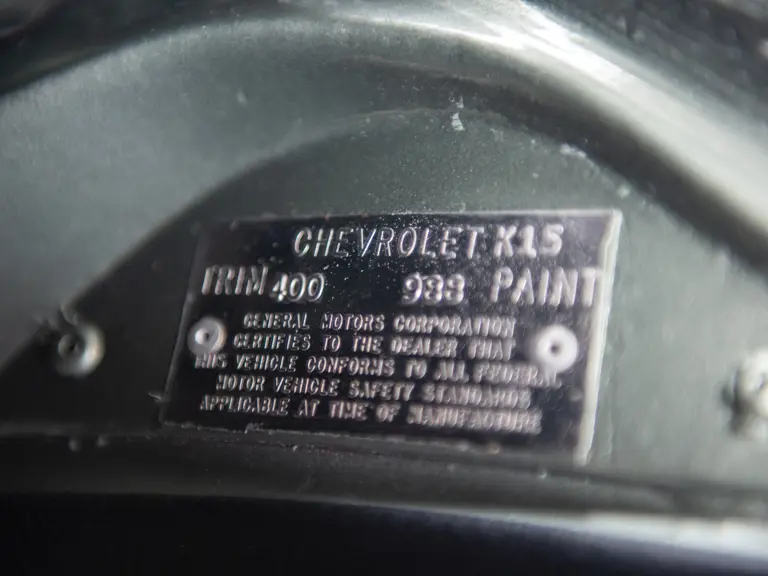 CHEVROLET K15
TRIM 400 988 PAINT
GENERAL MOTORS CORPORATION
CERTIFIES TO THE DEALER THAT
THIS VEHICLE CONFORMS TO ALL FEDERAL
MOTOR VEHICLE SAFETY STANDARDS
APPLICABLE AT TIME OF MANUFACTURE